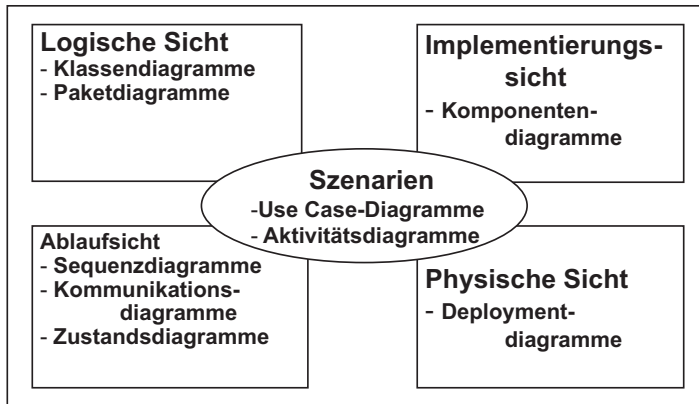 Logische Sicht
- Klassendiagramme
- Paketdiagramme
Implementierungs-
sicht
- Komponenten-
diagramme
Szenarien
-Use Case-Diagramme
- Aktivitätsdiagramme
Ablaufsicht
- Sequenzdiagramme
- Kommunikations-
diagramme
- Zustandsdiagramme
Physische Sicht
- Deployment-
diagramme